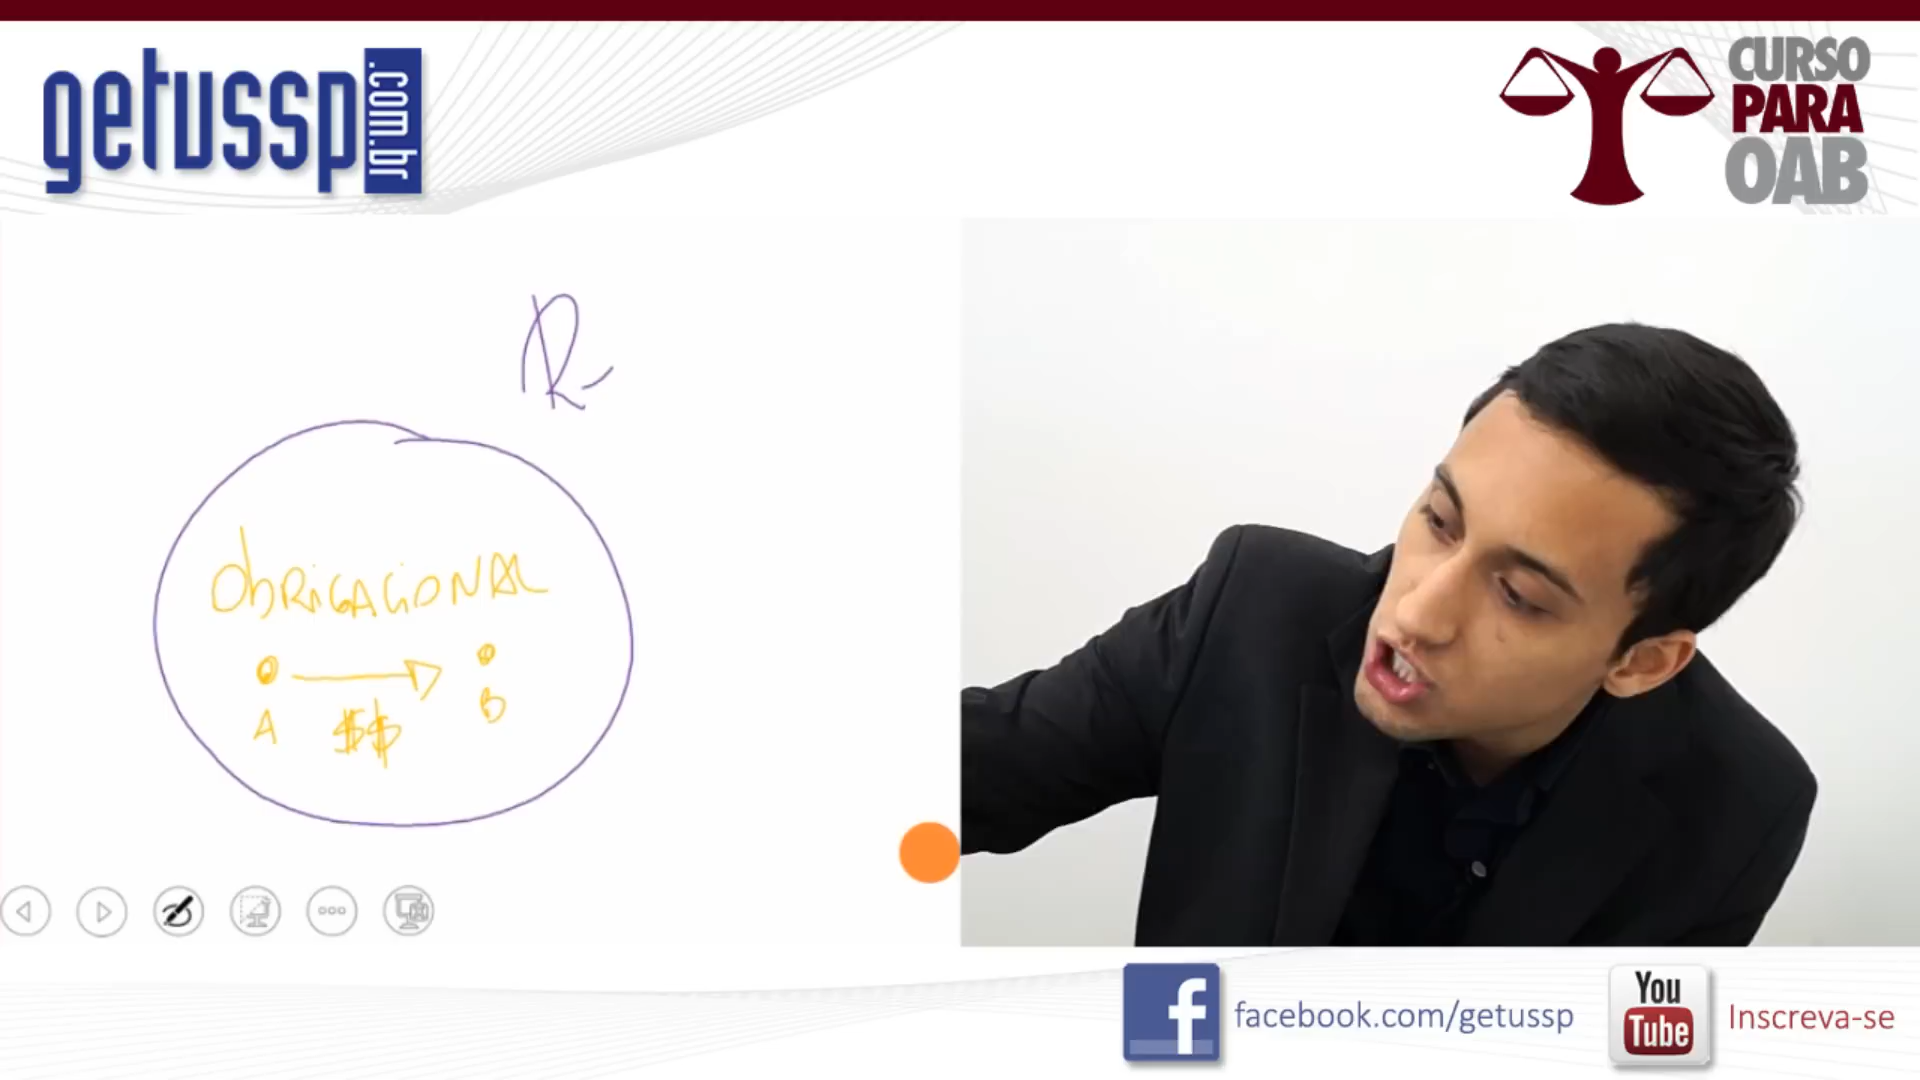 getussp.com.br
CURSO
PARA
OAB
R
ObRiGACiONAL
A $$ B
facebook.com/getussp
You
Tube
Inscreva-se